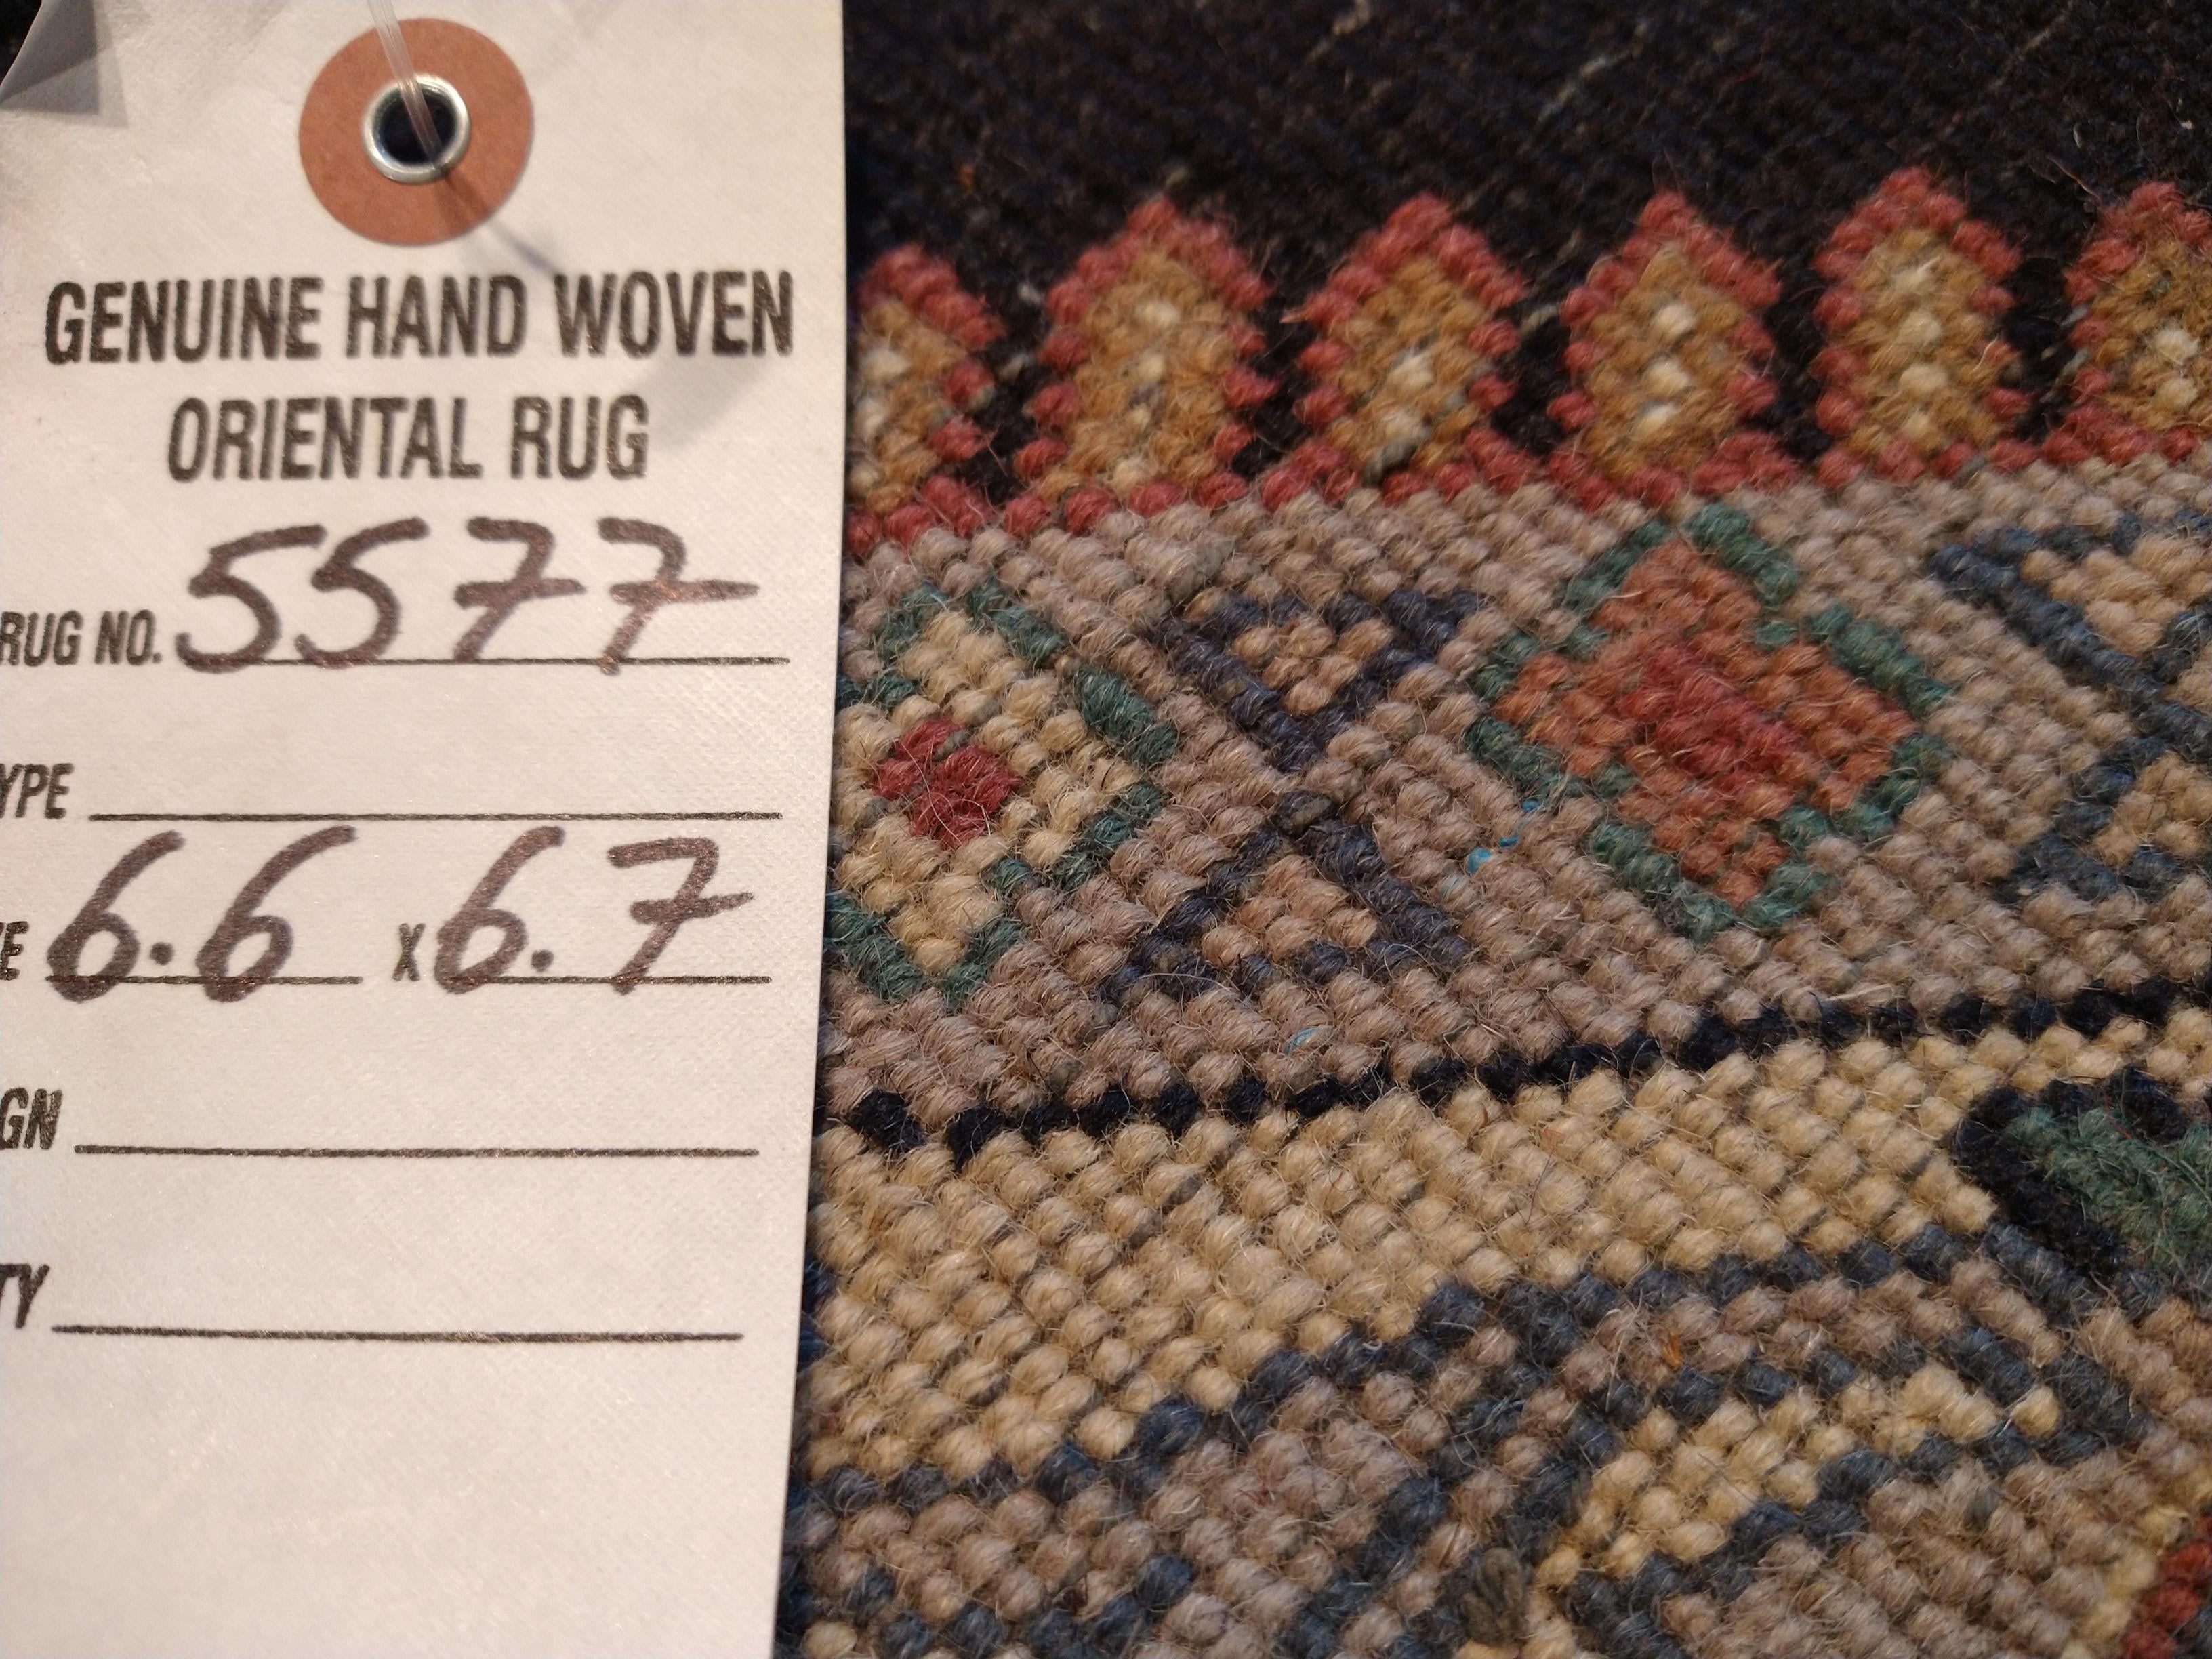 GENUINE HAND WOVEN
ORIENTAL RUG
RUG NO. 5577
YPE
E 6.6 X 6.7
GN
TY